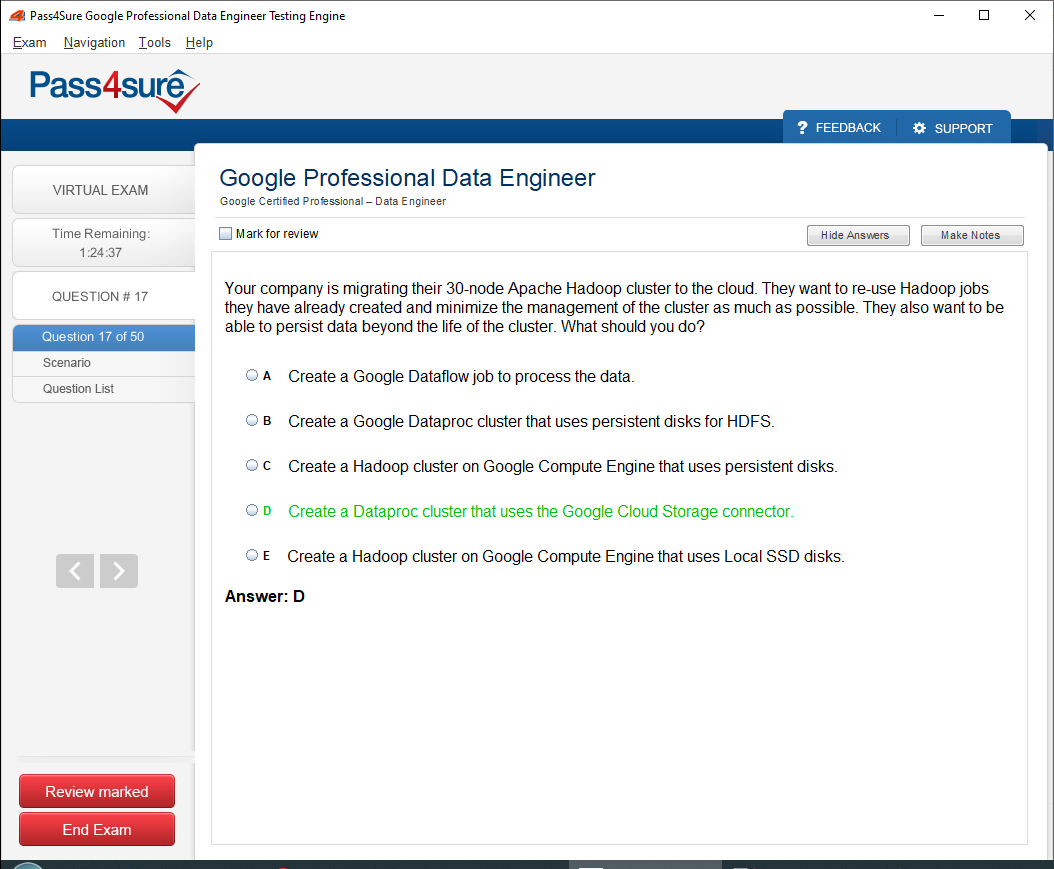 Pass4Sure Google Professional Data Engineer Testing Engine
Exam Navigation Tools Help
Pass4sure
? FEEDBACK SUPPORT
VIRTUAL EXAM
Time Remaining:
1:24:37
QUESTION # 17
Question 17 of 50
Scenario
Question List
Review marked
End Exam
Google Professional Data Engineer
Google Certified Professional – Data Engineer
Mark for review
Hide Answers
Make Notes
Your company is migrating their 30-node Apache Hadoop cluster to the cloud. They want to re-use Hadoop jobs
they have already created and minimize the management of the cluster as much as possible. They also want to be
able to persist data beyond the life of the cluster. What should you do?
A Create a Google Dataflow job to process the data.
B Create a Google Dataproc cluster that uses persistent disks for HDFS.
C Create a Hadoop cluster on Google Compute Engine that uses persistent disks.
D Create a Dataproc cluster that uses the Google Cloud Storage connector.
E Create a Hadoop cluster on Google Compute Engine that uses Local SSD disks.
Answer: D